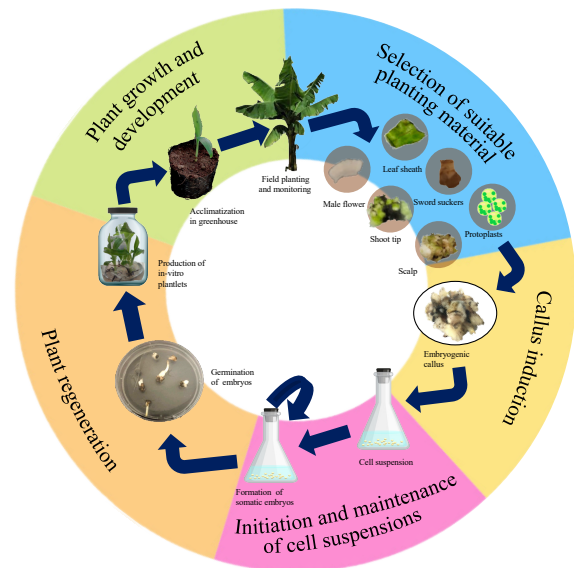 Selection of suitable
planting material
Leaf sheath
Male flower
Sword suckers
Shoot tip
Protoplasts
Scalp
Callus induction
Embryogenic
callus
Cell suspension
Initiation and maintenance
of cell suspensions
Formation of
somatic embryos
Plant regeneration
Germination
of embryos
Production of
in-vitro
plantlets
Plant growth and
development
Acclimatization
in greenhouse
Field planting
and monitoring